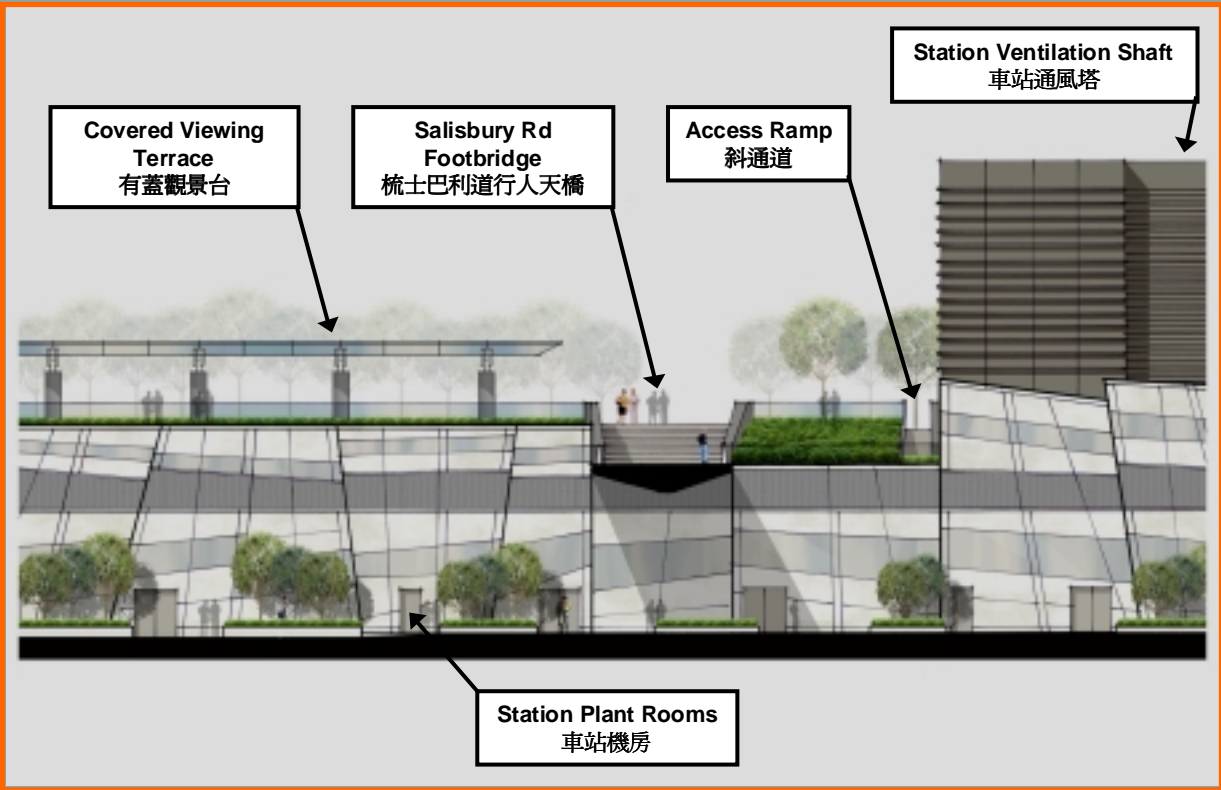 Station Ventilation Shaft
車站通風塔
Covered Viewing
Terrace
有蓋觀景台
Salisbury Rd
Footbridge
梳士巴利道行人天橋
Access Ramp
斜通道
Station Plant Rooms
車站機房